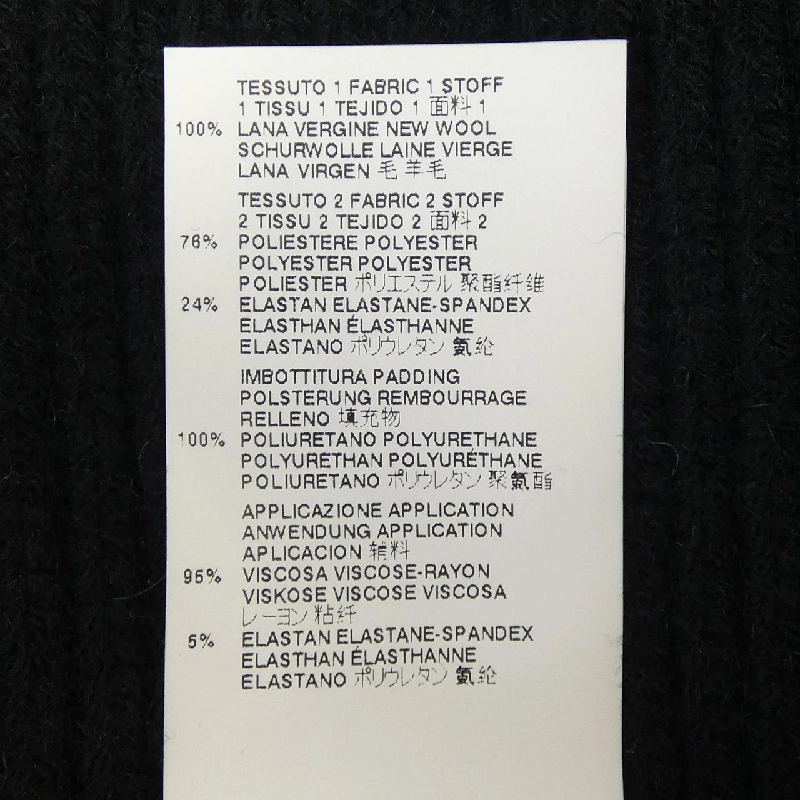 TESSUTO 1 FABRIC 1 STOFF
1 TISSU 1 TEJIDO 1 面料 1
100% LANA VERGINE NEW WOOL
SCHURWOLLE LAINE VIERGE
LANA VIRGEN 毛 羊毛
TESSUTO 2 FABRIC 2 STOFF
2 TISSU 2 TEJIDO 2 面料 2
76% POLIESTERE POLYESTER
POLYESTER POLYESTER
POLIESTER ポリエステル 聚酯纤维
24% ELASTAN ELASTANE-SPANDEX
ELASTHAN ÉLASTHANNE
ELASTANO ポリウレタン 氨纶
IMBOTTITURA PADDING
POLSTERUNG REMBOURRAGE
RELLENO 填充物
100% POLIURETANO POLYURETHANE
POLYURETHAN POLYURÉTHANE
POLIURETANO ポリウレタン 聚氨酯
APPLICAZIONE APPLICATION
ANWENDUNG APPLICATION
APLICACION 辅料
95% VISCOSA VISCOSE-RAYON
VISKOSE VISCOSE VISCOSA
レーヨン 粘纤
5% ELASTAN ELASTANE-SPANDEX
ELASTHAN ÉLASTHANNE
ELASTANO ポリウレタン 氨纶